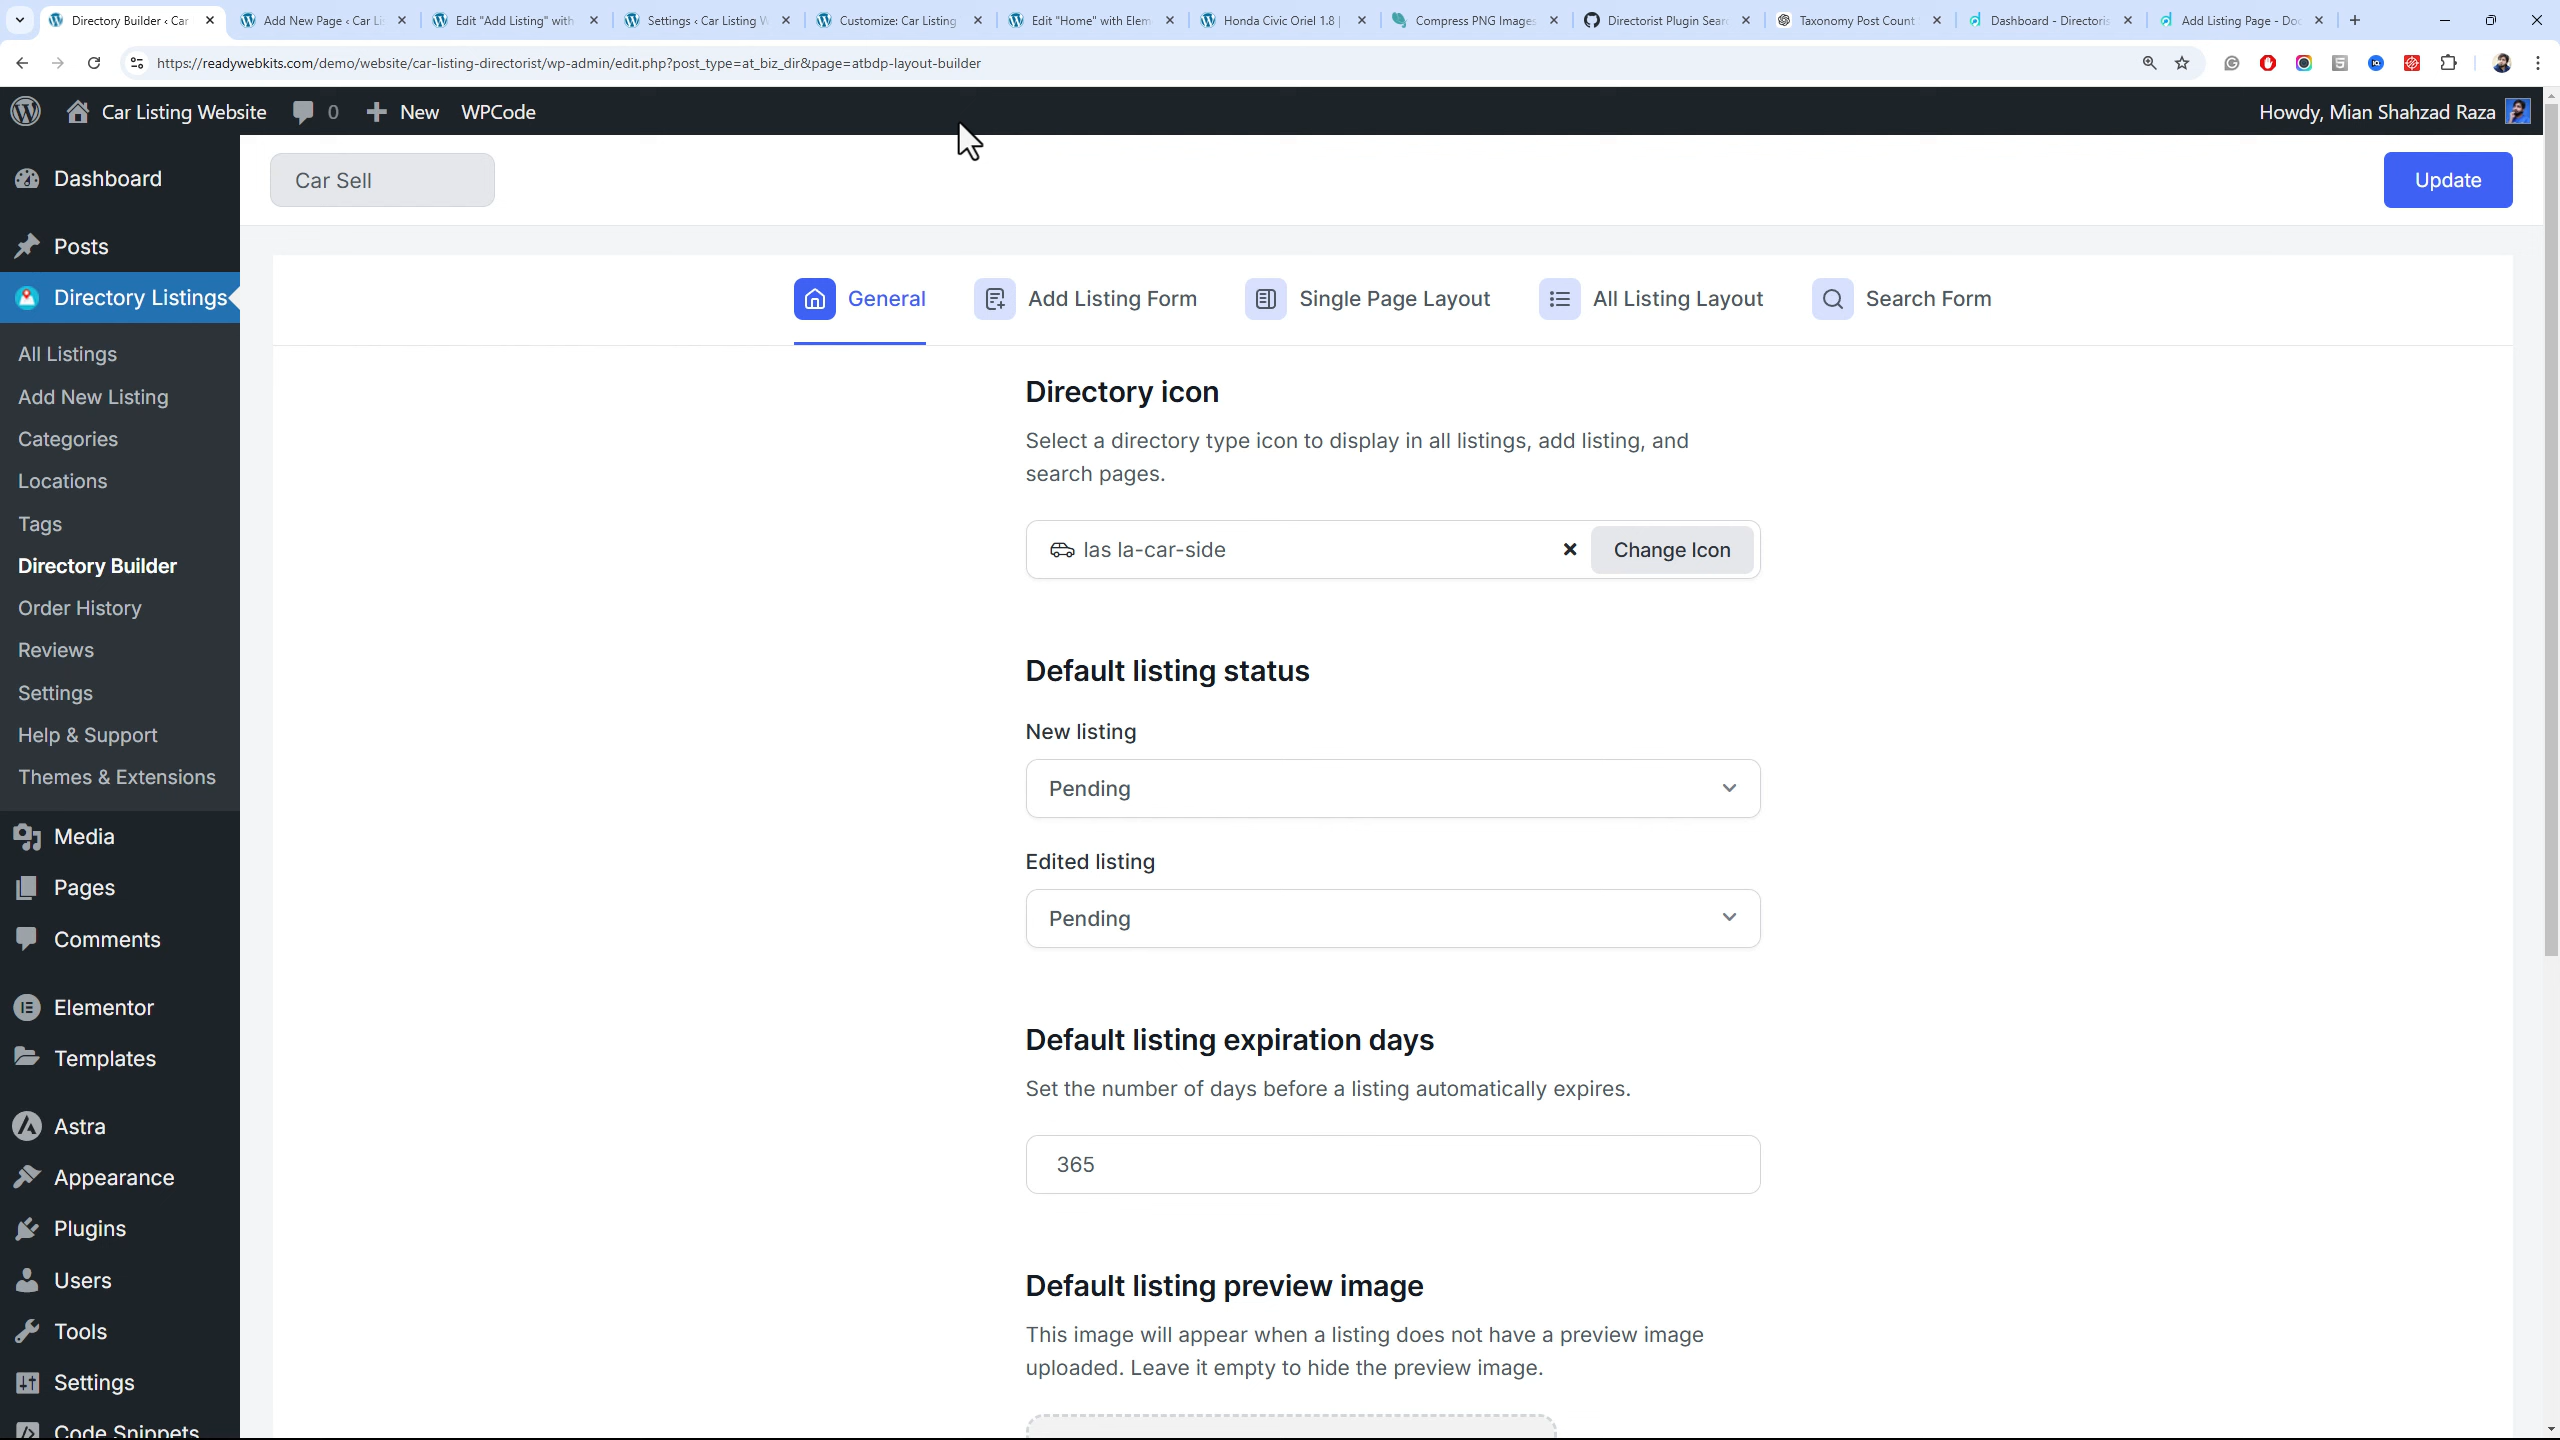 Directory Builder ‹ Car
Add New Page ‹ Car Li
Edit "Add Listing" with
Settings ‹ Car Listing W
Customize: Car Listing
Edit "Home" with Elem
Honda Civic Oriel 1.8 |
Compress PNG Images
Directorist Plugin Sear
Taxonomy Post Count
Dashboard - Directoris
Add Listing Page - Doc
https://readywebkits.com/demo/website/car-listing-directorist/wp-admin/edit.php?post_type=at_biz_dir&page=atbdp-layout-builder
Car Listing Website
0
New
WPCode
Howdy, Mian Shahzad Raza
Dashboard
Posts
Directory Listings
All Listings
Add New Listing
Categories
Locations
Tags
Directory Builder
Order History
Reviews
Settings
Help & Support
Themes & Extensions
Media
Pages
Comments
Elementor
Templates
Astra
Appearance
Plugins
Users
Tools
Settings
Code Snippets
Car Sell
Update
General
Add Listing Form
Single Page Layout
All Listing Layout
Search Form
Directory icon
Select a directory type icon to display in all listings, add listing, and
search pages.
las la-car-side
Change Icon
Default listing status
New listing
Pending
Edited listing
Pending
Default listing expiration days
Set the number of days before a listing automatically expires.
365
Default listing preview image
This image will appear when a listing does not have a preview image
uploaded. Leave it empty to hide the preview image.